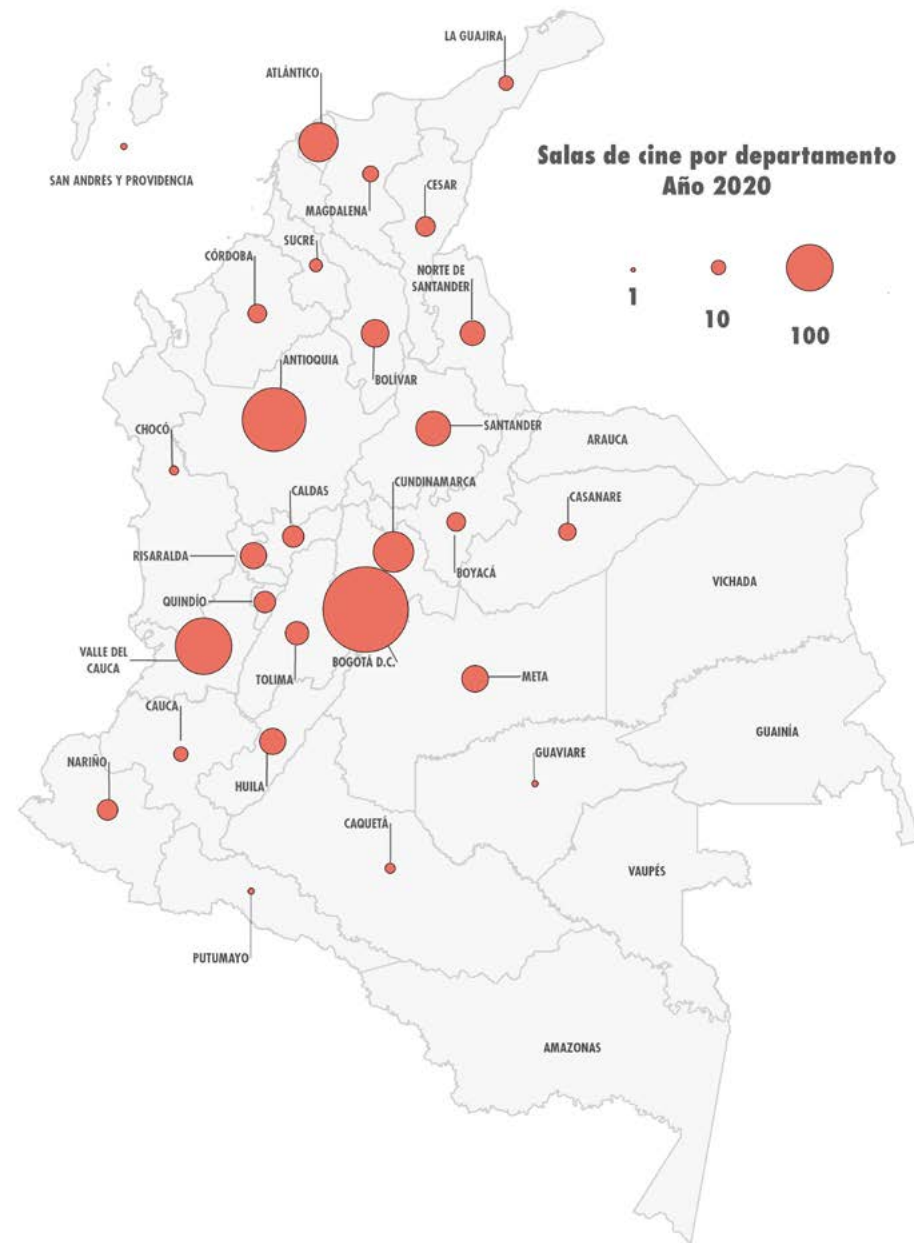 LA GUAJIRA
ATLÁNTICO
Salas de cine por departamento
Año 2020
SAN ANDRES Y PROVIDENCIA
CESAR
MAGDALENA
SUCRE
CÓRDOBA
NORTE DE
SANTANDER
1
10
100
ANTIOQUIA
BOLÍVAR
CHOCÓ
SANTANDER
ARAUCA
CUNDINAMARCA
CALDAS
CASANARE
RISARALDA
BOYACÁ
VICHADA
QUINDÍO
VALLE DEL
CAUCA
BOGOTÁ D.C.
TOLIMA
META
CAUCA
GUAINÍA
NARIÑO
GUAVIARE
HUILA
CAQUETÁ
VAUPÉS
PUTUMAYO
AMAZONAS